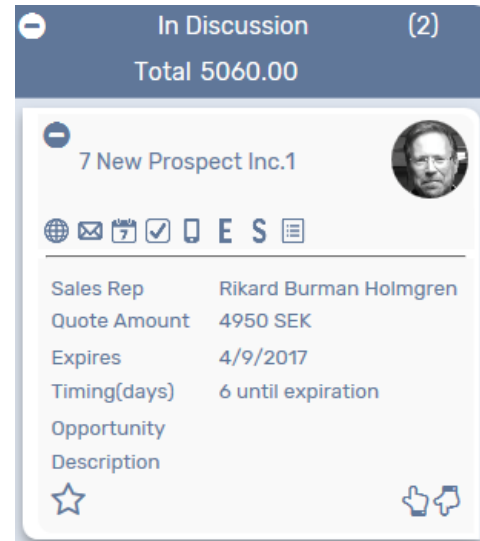 In Discussion (2)
Total 5060.00
7 New Prospect Inc.1
7
E S
Sales Rep Rikard Burman Holmgren
Quote Amount 4950 SEK
Expires 4/9/2017
Timing(days) 6 until expiration
Opportunity
Description